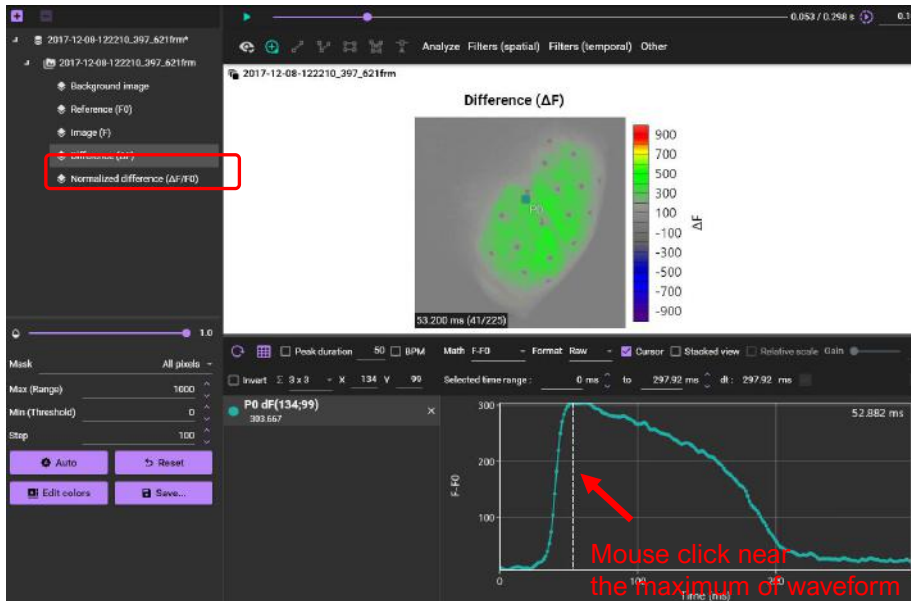 0.053 / 0.298 s
2017-12-08-122210_397_621frm*
2017-12-08-122210_397_621frm
Background image
Reference (F0)
Image (F)
Difference (ΔF)
Normalized difference (ΔF/F0)
Analyze Filters (spatial) Filters (temporal) Other
2017-12-08-122210_397_621frm
Difference (ΔF)
P0
53.200 ms (41/225)
900
700
500
300
100
-100
-300
-500
-700
-900
ΔF
1.0
Mask All pixels
Max (Range) 1000
Min (Threshold) 0
Step 100
Auto Reset
Edit colors Save...
Peak duration 50 BPM Math F-F0 Format Raw Cursor Stacked view Relative scale Gain
Invert Σ 3 x 3 X 134 Y 99 Selected time range : 0 ms to 297.92 ms dt: 297.92 ms
P0 dF(134;99) ×
303.667
52.882 ms
300
200
100
F-F0
0 100 200
Time (ms)
Mouse click near
the maximum of waveform